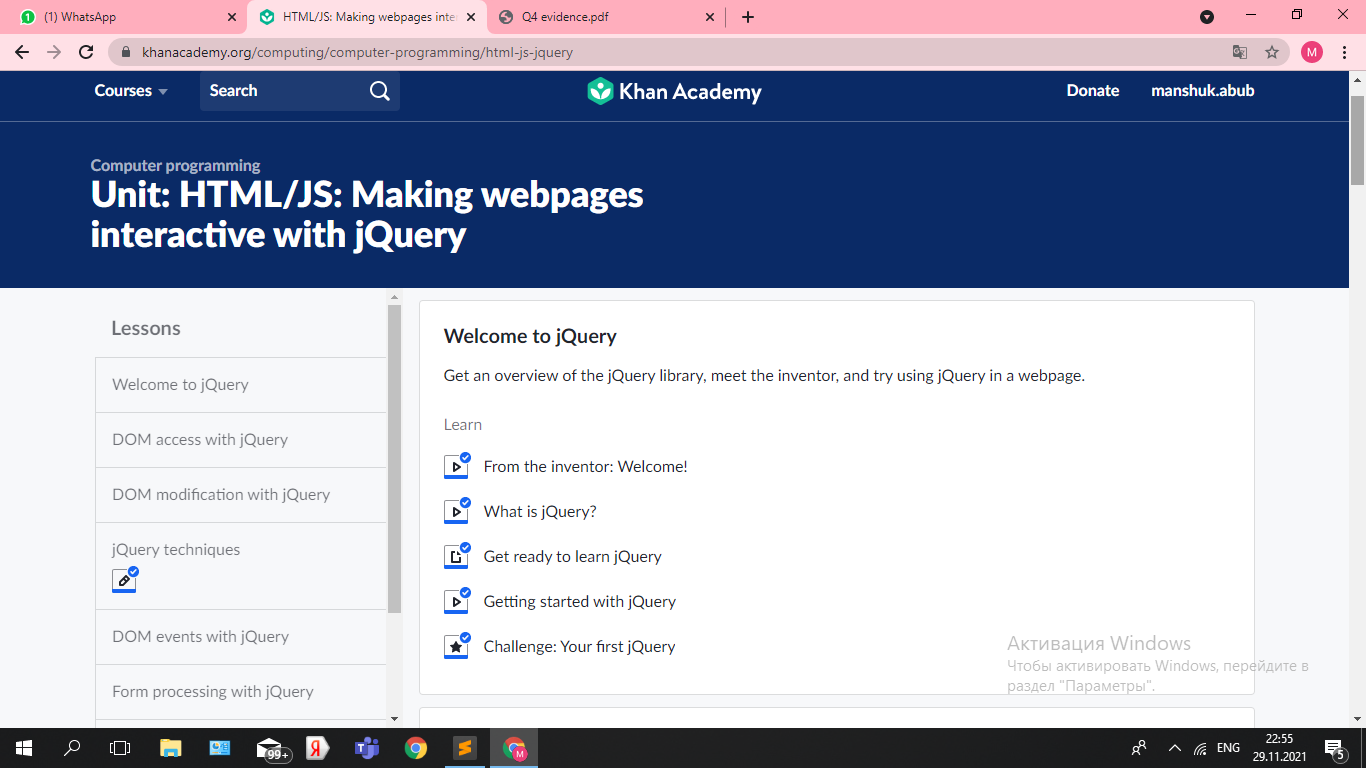 (1) WhatsApp
HTML/JS: Making webpages inter
Q4 evidence.pdf
khanacademy.org/computing/computer-programming/html-js-jquery
M
Courses
Search
Khan Academy
Donate
manshuk.abub
Computer programming
Unit: HTML/JS: Making webpages
interactive with jQuery
Lessons
Welcome to jQuery
DOM access with jQuery
DOM modification with jQuery
jQuery techniques
DOM events with jQuery
Form processing with jQuery
Welcome to jQuery
Get an overview of the jQuery library, meet the inventor, and try using jQuery in a webpage.
Learn
From the inventor: Welcome!
What is jQuery?
Get ready to learn jQuery
Getting started with jQuery
Challenge: Your first jQuery
Активация Windows
Чтобы активировать Windows, перейдите в
раздел "Параметры".
99+
Я
M
ENG
22:55
29.11.2021
5